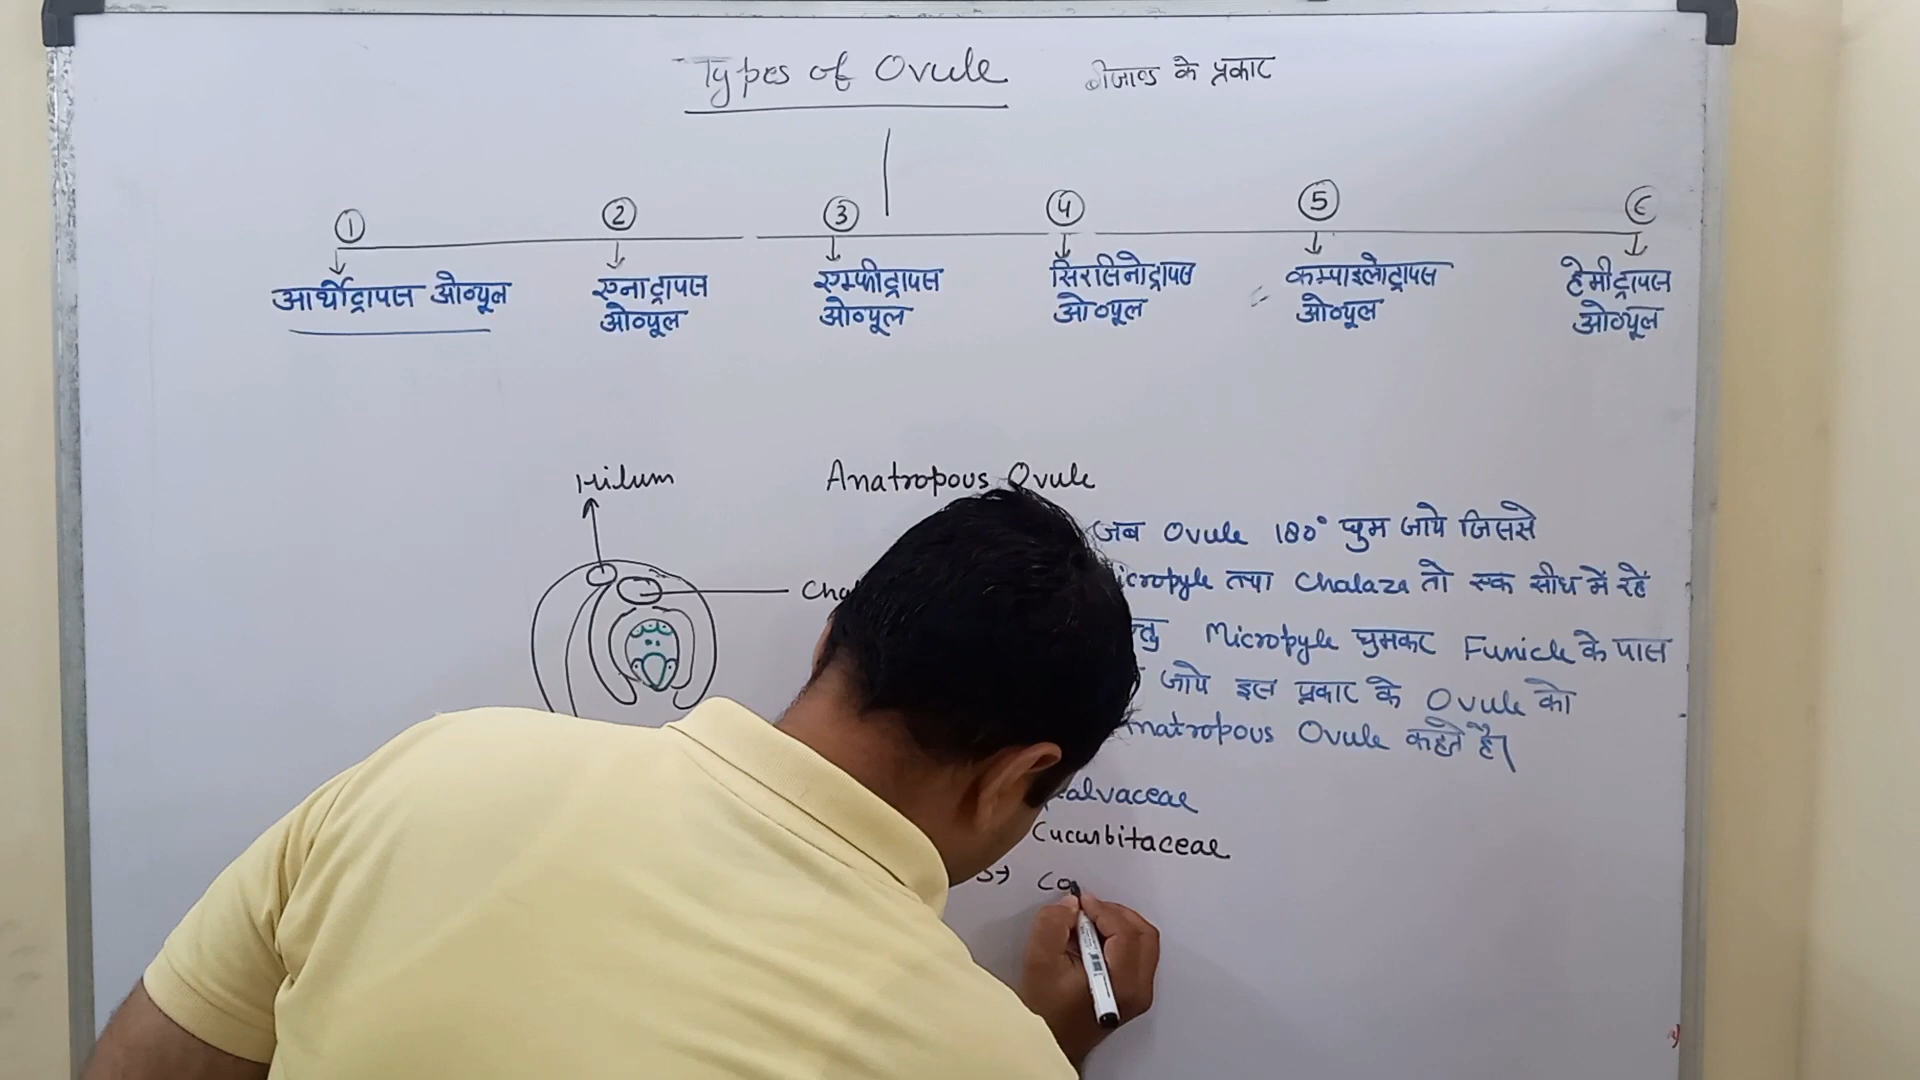 Types of Ovule बीजाण्ड के प्रकार
① ② ③ ④ ⑤ ⑥
आर्थोट्रापस ओव्यूल
एनाट्रापस
ओव्यूल
एम्फीट्रापस
ओव्यूल
सिरसिनोट्रापस
ओव्यूल
कम्पाइलोट्रापस
ओव्यूल
हेमीट्रापस
ओव्यूल
Hilum
Anatropous Ovule
जब Ovule 180° घुम जाये जिससे
तथा Chalaza तो एक सीध में रहें
Micropyle घुमकर Funicle के पास
जाये इस प्रकार के Ovule को
Ovule कहते है।
Cucurbitaceae